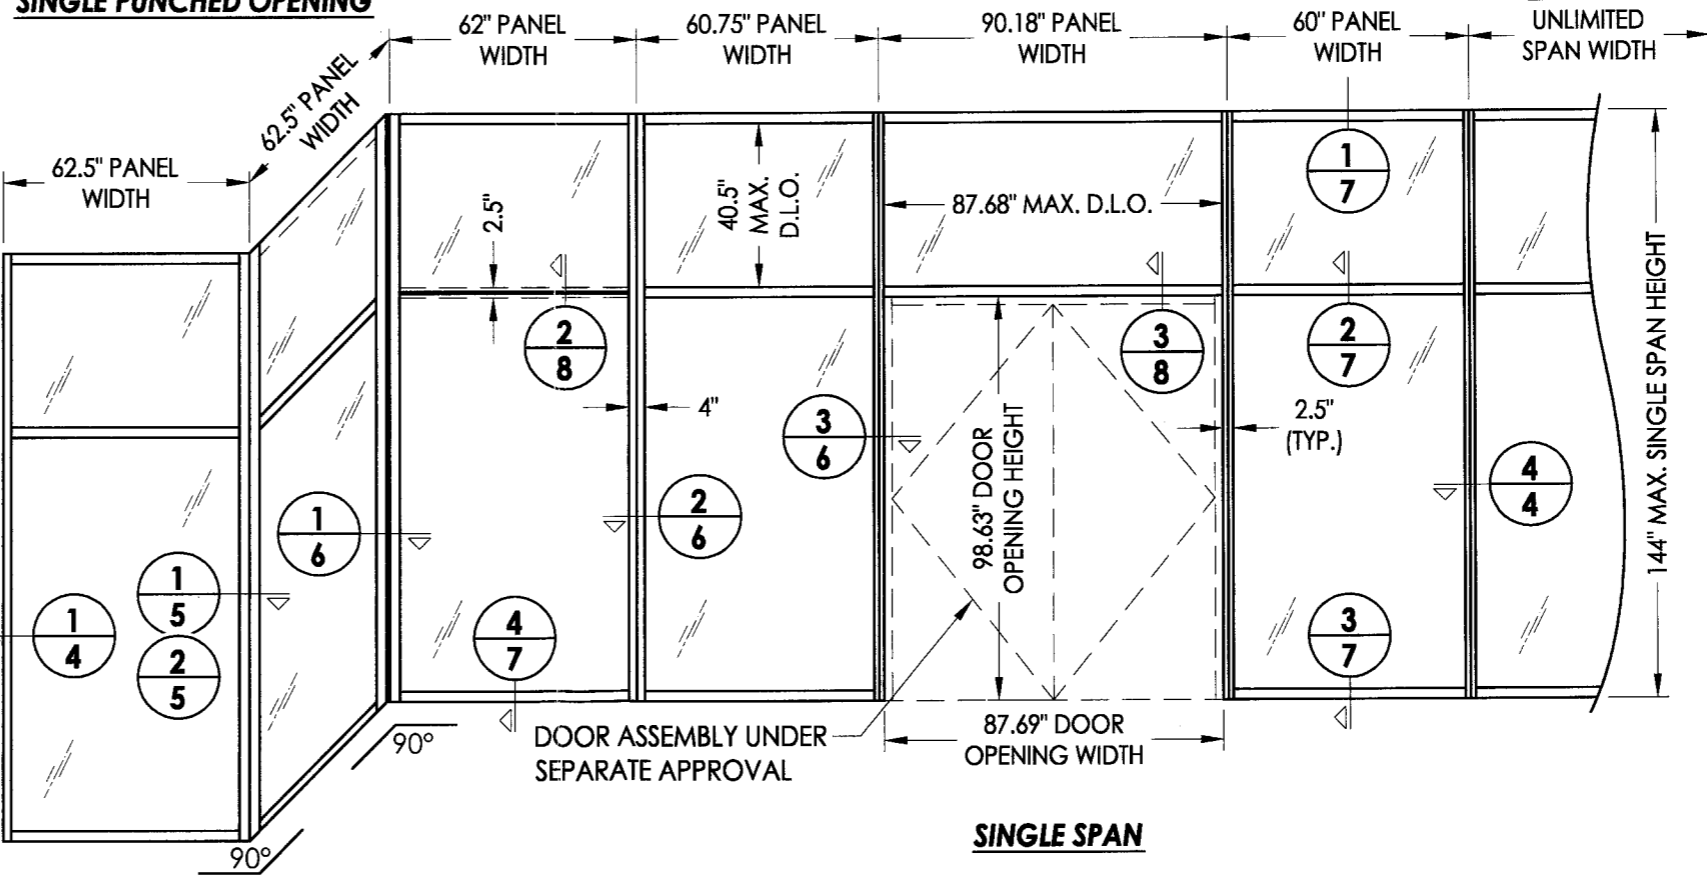 SINGLE PUNCHED OPENING
62" PANEL
WIDTH
60.75" PANEL
WIDTH
90.18" PANEL
WIDTH
60" PANEL
WIDTH
UNLIMITED
SPAN WIDTH
62.5" PANEL
WIDTH
62.5" PANEL
WIDTH
2.5"
40.5"
MAX.
D.L.O.
87.68" MAX. D.L.O.
1
7
2
8
3
8
2
7
144" MAX. SINGLE SPAN HEIGHT
4"
3
6
98.63" DOOR
OPENING HEIGHT
2.5"
(TYP.)
4
4
1
6
2
6
1
5
2
5
1
4
4
7
3
7
90°
DOOR ASSEMBLY UNDER
SEPARATE APPROVAL
87.69" DOOR
OPENING WIDTH
90°
SINGLE SPAN